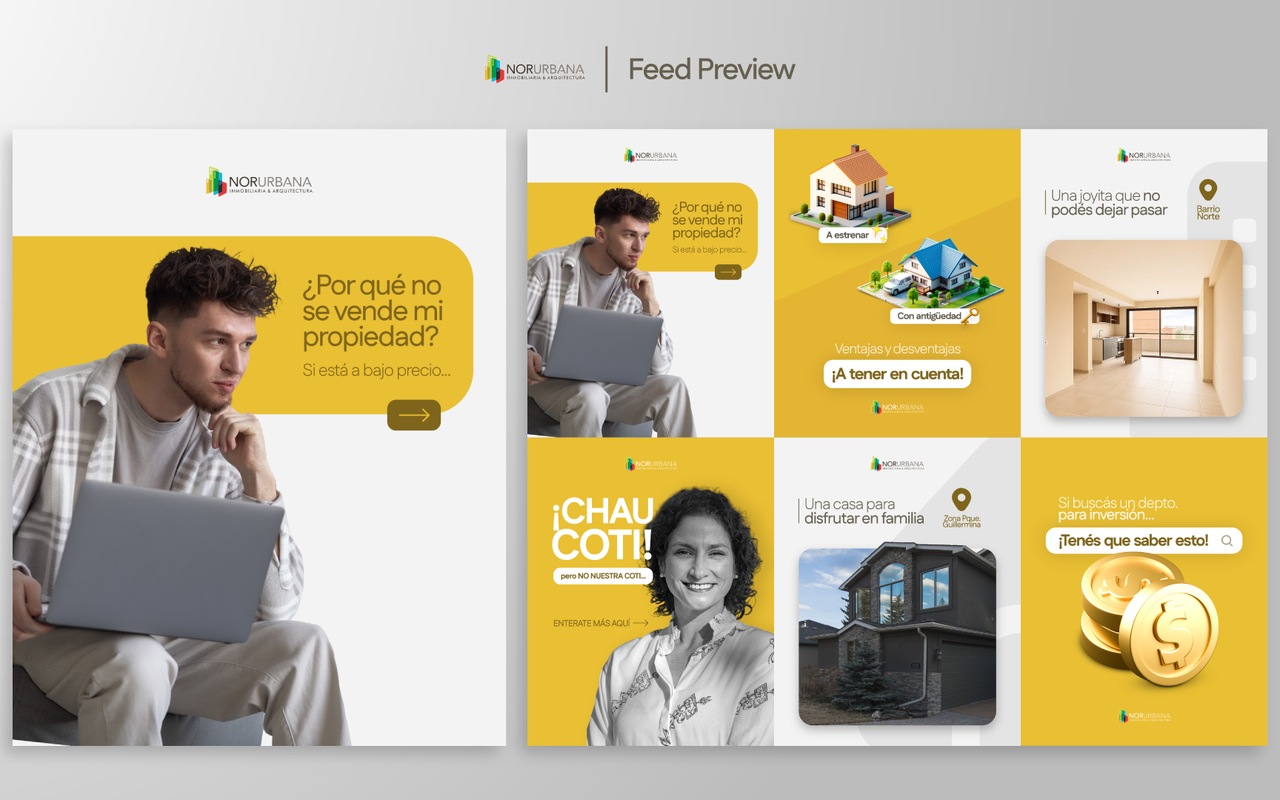 NORURBANA
INMOBILIARIA & ARQUITECTURA
Feed Preview
NORURBANA
INMOBILIARIA & ARQUITECTURA
¿Por qué no
se vende mi
propiedad?
Si está a bajo precio...
NORURBANA
INMOBILIARIA & ARQUITECTURA
¿Por qué no
se vende mi
propiedad?
Si está a bajo precio...
A estrenar
Con antigüedad
Ventajas y desventajas
¡A tener en cuenta!
NORURBANA
NORURBANA
INMOBILIARIA & ARQUITECTURA
Una joyita que no
podés dejar pasar
Barrio
Norte
NORURBANA
¡CHAU
COTI!
pero NO NUESTRA COTI...
ENTERATE MÁS AQUÍ
NORURBANA
Una casa para
disfrutar en familia
Zona Pque.
Guillermina
Si buscás un depto.
para inversión...
¡Tenés que saber esto!
NORURBANA